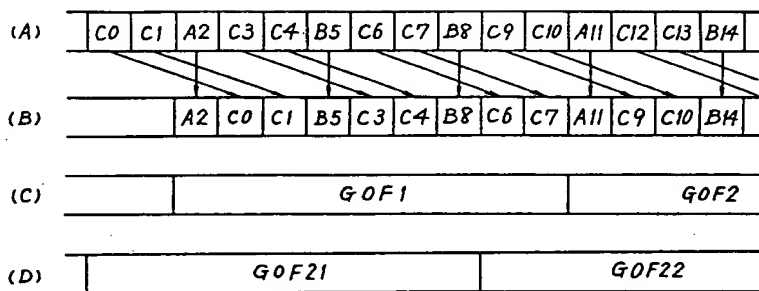 (A) C0 C1 A2 C3 C4 B5 C6 C7 B8 C9 C10 A11 C12 C13 B14
(B) A2 C0 C1 B5 C3 C4 B8 C6 C7 A11 C9 C10 B14
(C) GOF1 GOF2
(D) GOF21 GOF22